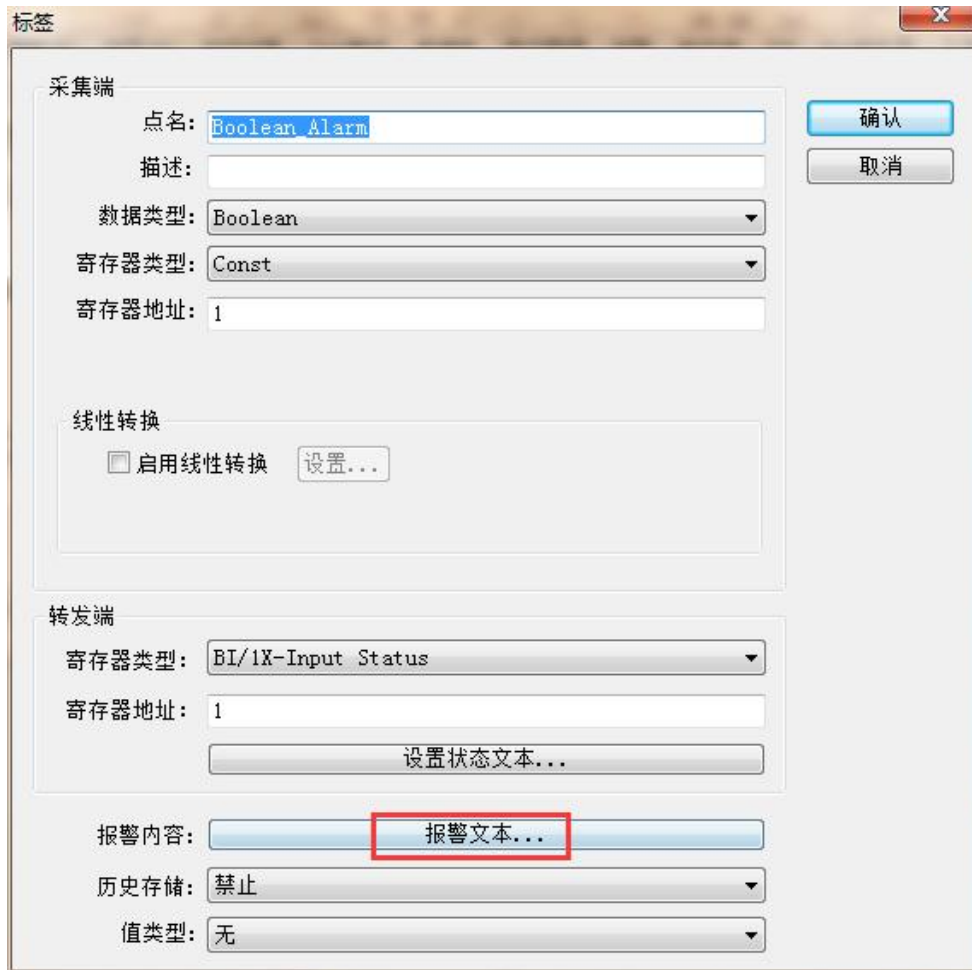 标签
采集端
点名: Boolean_Alarm
确认
描述:
取消
数据类型: Boolean
寄存器类型: Const
寄存器地址: 1
线性转换
启用线性转换 设置...
转发端
寄存器类型: BI/1X-Input Status
寄存器地址: 1
设置状态文本...
报警内容: 报警文本...
历史存储: 禁止
值类型: 无